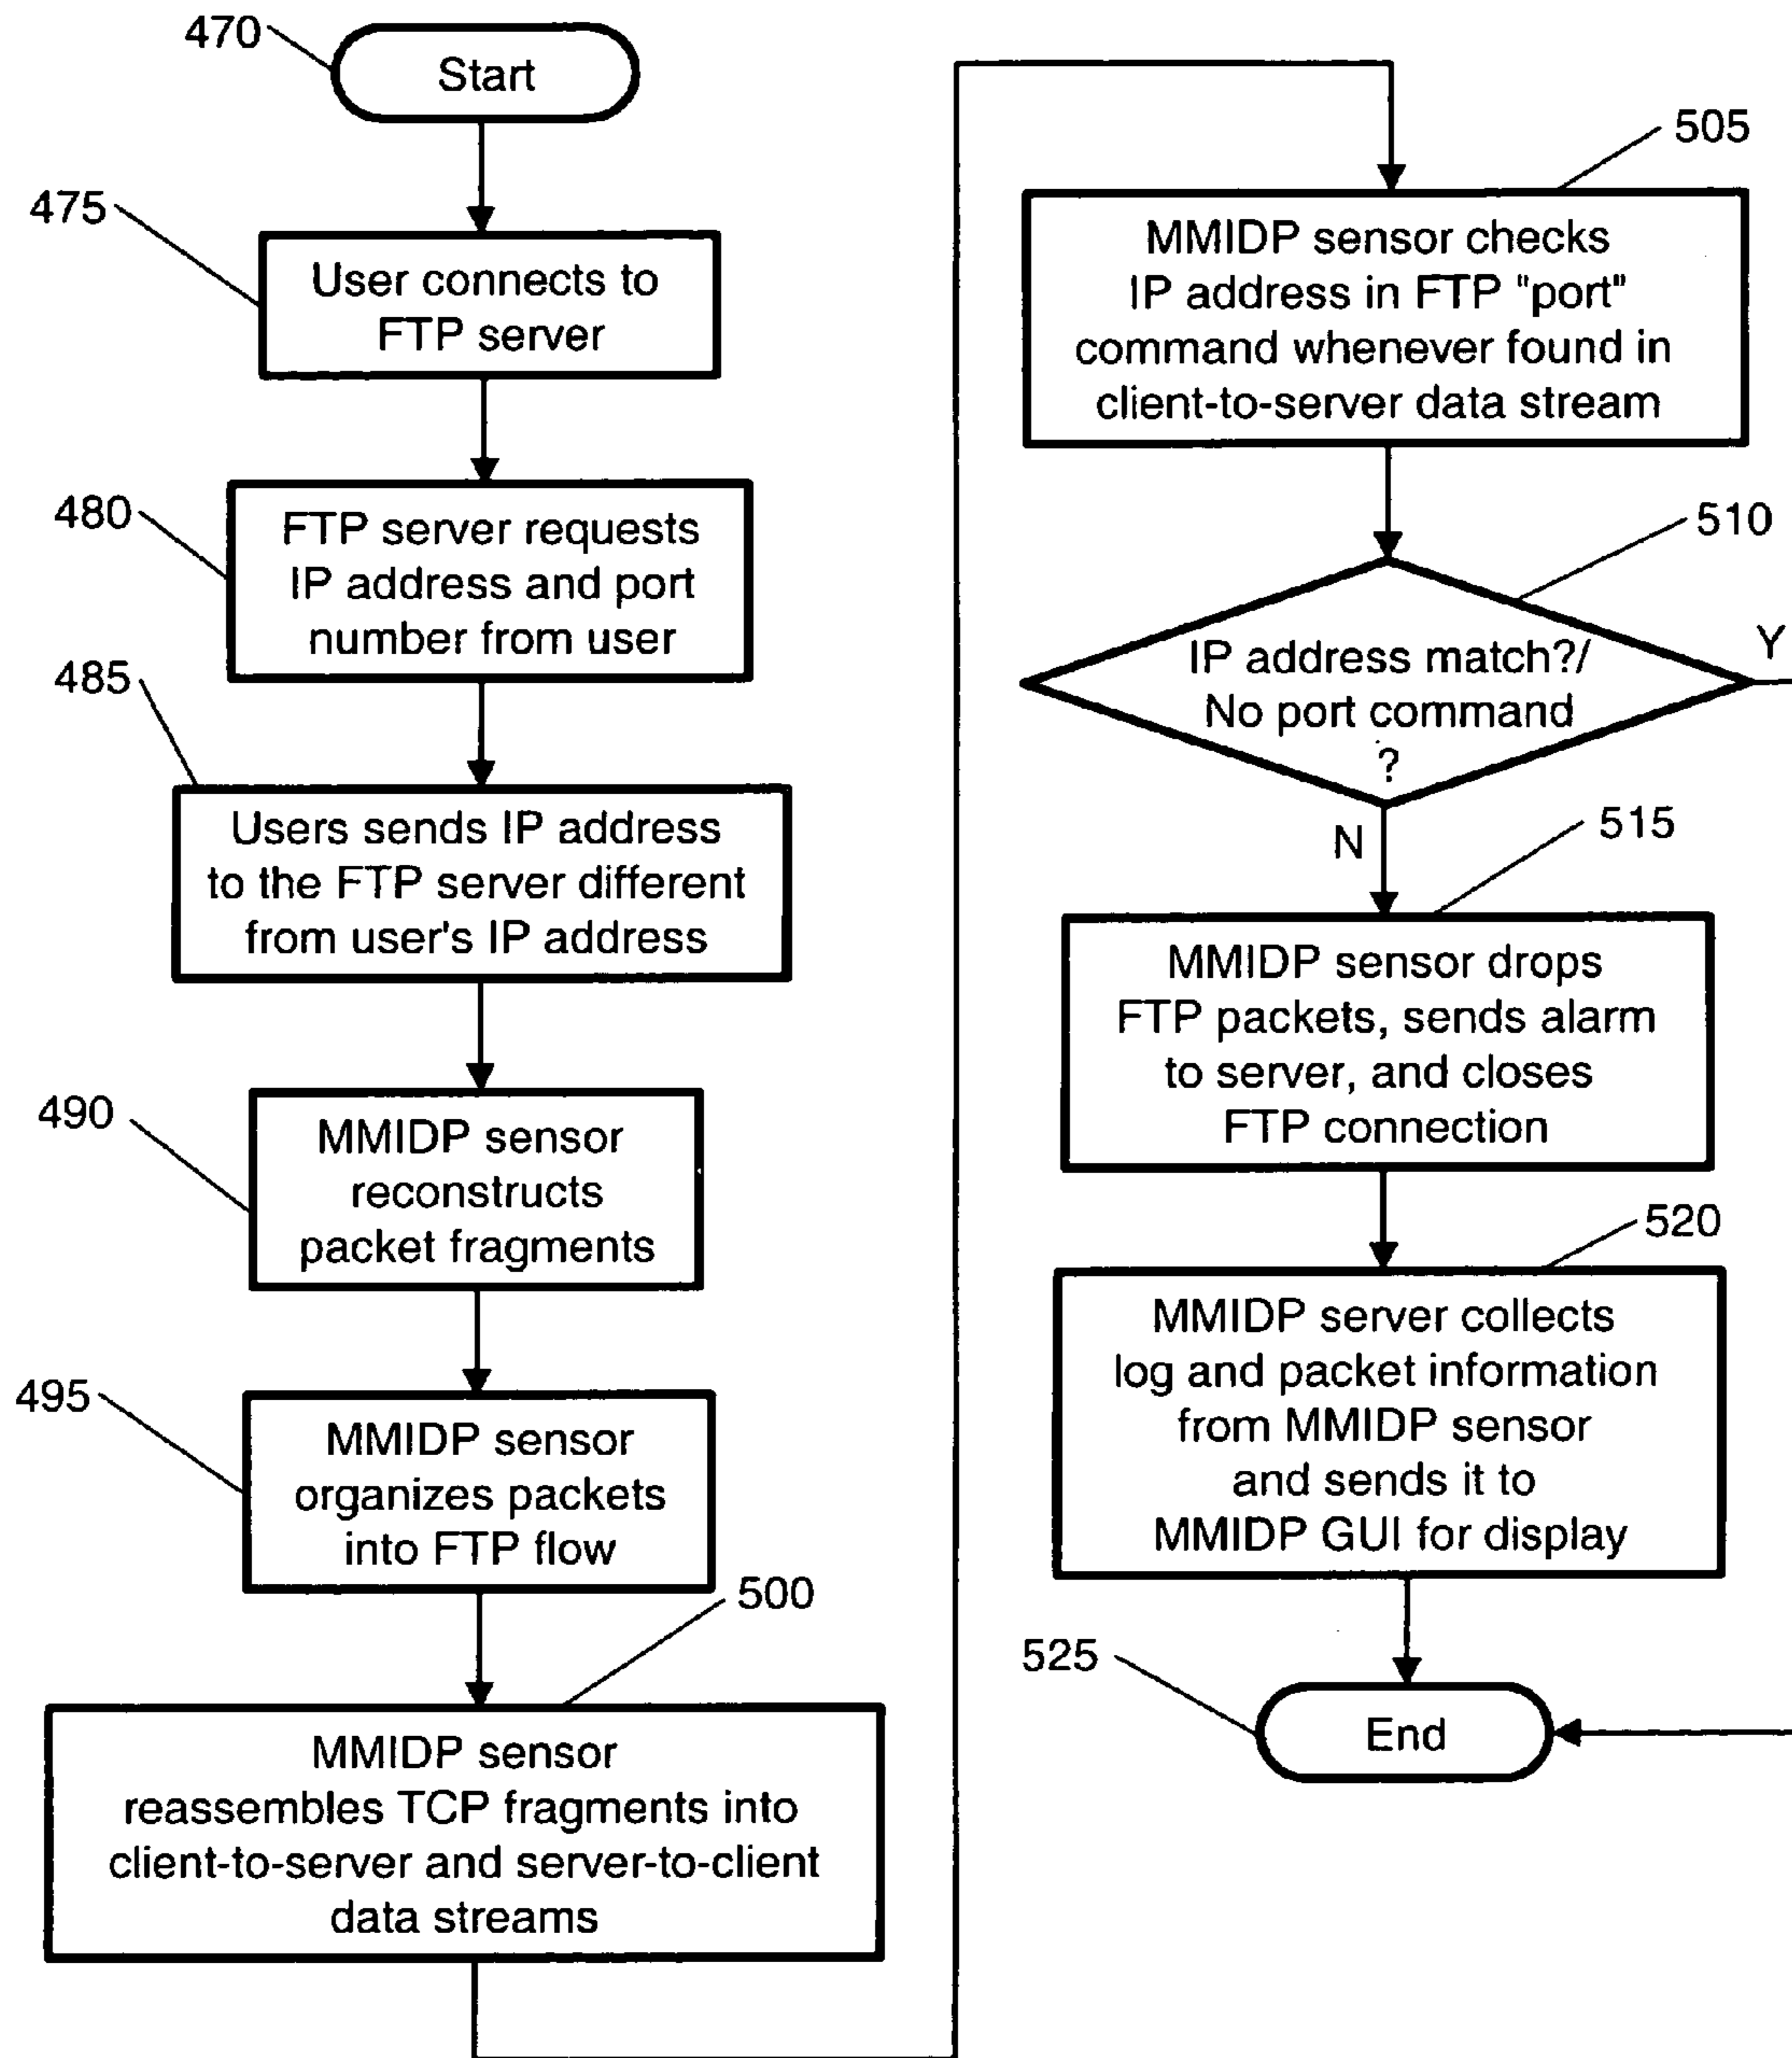 470
Start
475
User connects to
FTP server
480
FTP server requests
IP address and port
number from user
485
Users sends IP address
to the FTP server different
from user's IP address
490
MMIDP sensor
reconstructs
packet fragments
495
MMIDP sensor
organizes packets
into FTP flow
500
MMIDP sensor
reassembles TCP fragments into
client-to-server and server-to-client
data streams
505
MMIDP sensor checks
IP address in FTP "port"
command whenever found in
client-to-server data stream
510
IP address match?/
No port command
?
Y
N
515
MMIDP sensor drops
FTP packets, sends alarm
to server, and closes
FTP connection
520
MMIDP server collects
log and packet information
from MMIDP sensor
and sends it to
MMIDP GUI for display
525
End